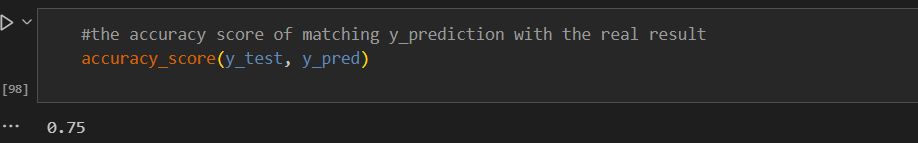 #the accuracy score of matching y_prediction with the real result
accuracy_score(y_test, y_pred)
[98]
... 0.75